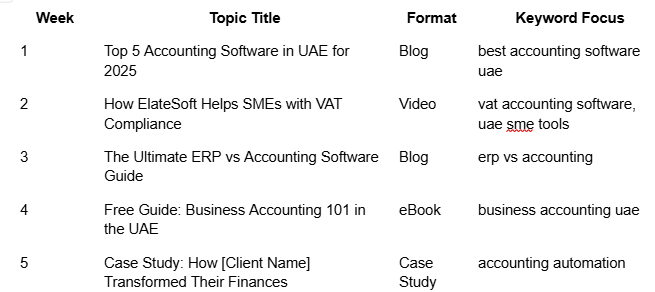 Week Topic Title Format Keyword Focus
1 Top 5 Accounting Software in UAE for Blog best accounting software
2025 uae
2 How ElateSoft Helps SMEs with VAT Video vat accounting software,
Compliance uae sme tools
3 The Ultimate ERP vs Accounting Software Blog erp vs accounting
Guide
4 Free Guide: Business Accounting 101 in eBook business accounting uae
the UAE
5 Case Study: How [Client Name] Case accounting automation
Transformed Their Finances Study